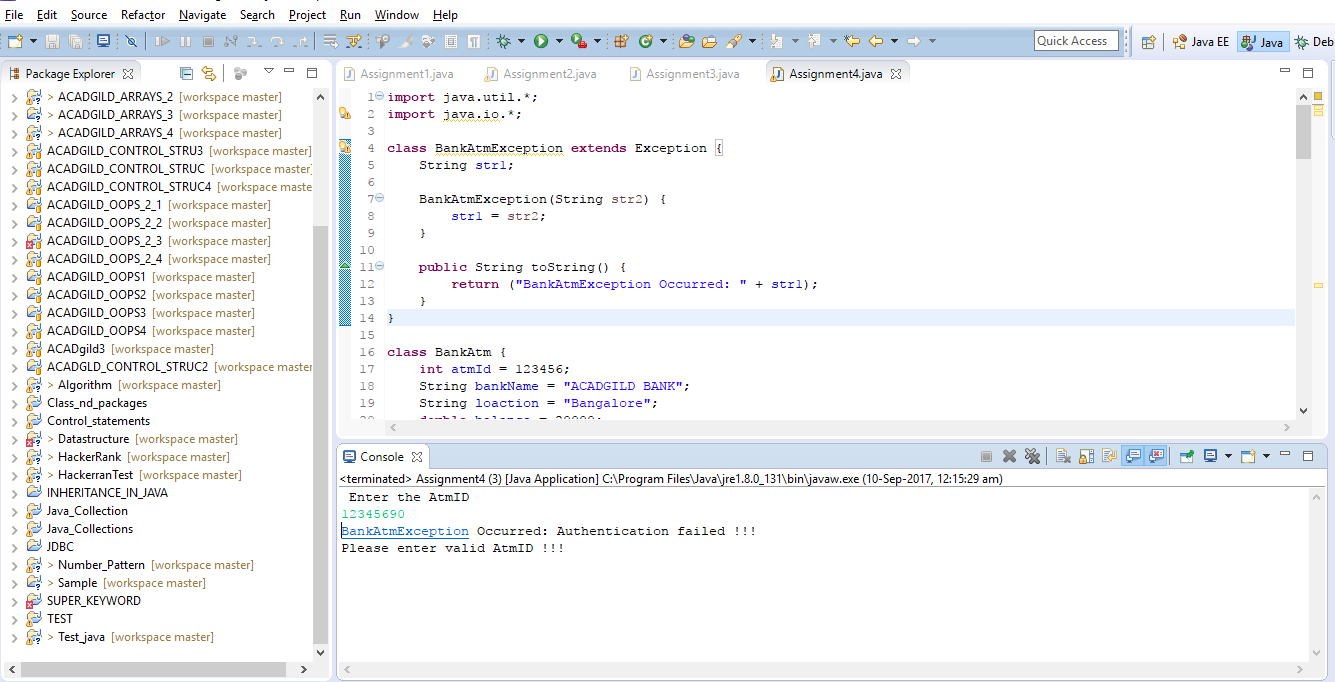 File Edit Source Refactor Navigate Search Project Run Window Help
Quick Access Java EE Java Deb
Package Explorer
> ACADGILD_ARRAYS_2 [workspace master]
> ACADGILD_ARRAYS_3 [workspace master]
> ACADGILD_ARRAYS_4 [workspace master]
ACADGILD_CONTROL_STRU3 [workspace master]
ACADGILD_CONTROL_STRUC [workspace master]
ACADGILD_CONTROL_STRUC4 [workspace maste
ACADGILD_OOPS_2_1 [workspace master]
ACADGILD_OOPS_2_2 [workspace master]
ACADGILD_OOPS_2_3 [workspace master]
ACADGILD_OOPS_2_4 [workspace master]
ACADGILD_OOPS1 [workspace master]
ACADGILD_OOPS2 [workspace master]
ACADGILD_OOPS3 [workspace master]
ACADGILD_OOPS4 [workspace master]
ACADgild3 [workspace master]
ACADGLD_CONTROL_STRUC2 [workspace master
> Algorithm [workspace master]
Class_nd_packages
Control_statements
> Datastructure [workspace master]
> HackerRank [workspace master]
> HackerranTest [workspace master]
INHERITANCE_IN_JAVA
Java_Collection
Java_Collections
JDBC
> Number_Pattern [workspace master]
> Sample [workspace master]
SUPER_KEYWORD
TEST
> Test_java [workspace master]
Assignment1.java Assignment2.java Assignment3.java Assignment4.java
1 import java.util.*;
2 import java.io.*;
3
4 class BankAtmException extends Exception {
5 String str1;
6
7 BankAtmException(String str2) {
8 str1 = str2;
9 }
10
11 public String toString() {
12 return ("BankAtmException Occurred: " + str1);
13 }
14 }
15
16 class BankAtm {
17 int atmId = 123456;
18 String bankName = "ACADGILD BANK";
19 String loaction = "Bangalore";
Console
<terminated> Assignment4 (3) [Java Application] C:\Program Files\Java\jre1.8.0_131\bin\javaw.exe (10-Sep-2017, 12:15:29 am)
Enter the AtmID
12345690
BankAtmException Occurred: Authentication failed !!!
Please enter valid AtmID !!!